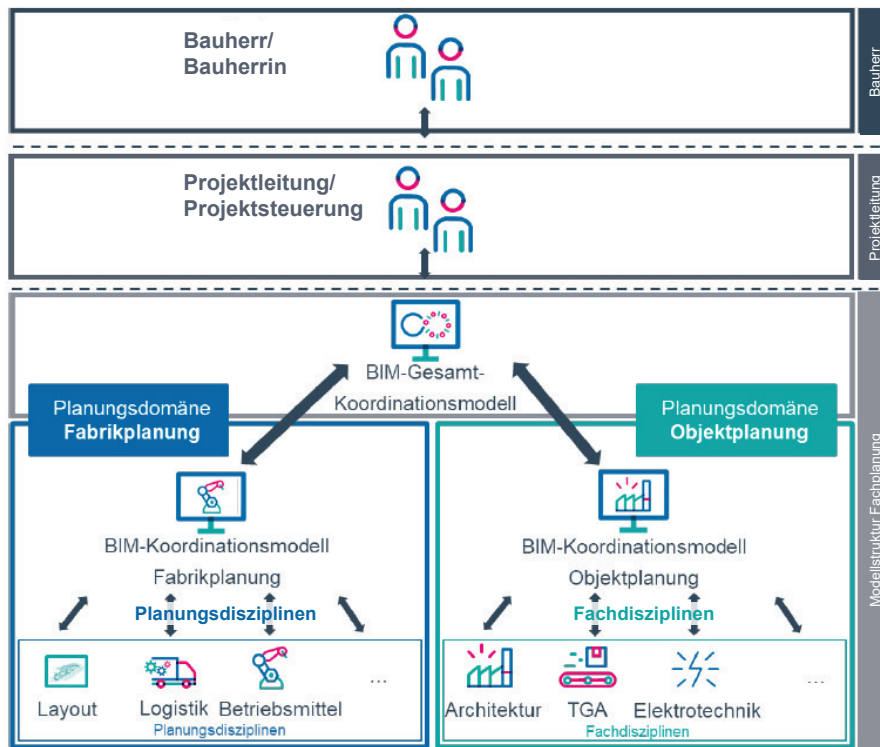 Bauherr/
Bauherrin
Bauherr
Projektleitung/
Projektsteuerung
Projektleitung
BIM-Gesamt-
Koordinationsmodell
Planungsdomäne
Fabrikplanung
Planungsdomäne
Objektplanung
Modellstruktur Fachplanung
BIM-Koordinationsmodell
Fabrikplanung
Planungsdisziplinen
Layout
Logistik
Betriebsmittel
...
Planungsdisziplinen
BIM-Koordinationsmodell
Objektplanung
Fachdisziplinen
Architektur
TGA
Elektrotechnik
...
Fachdisziplinen